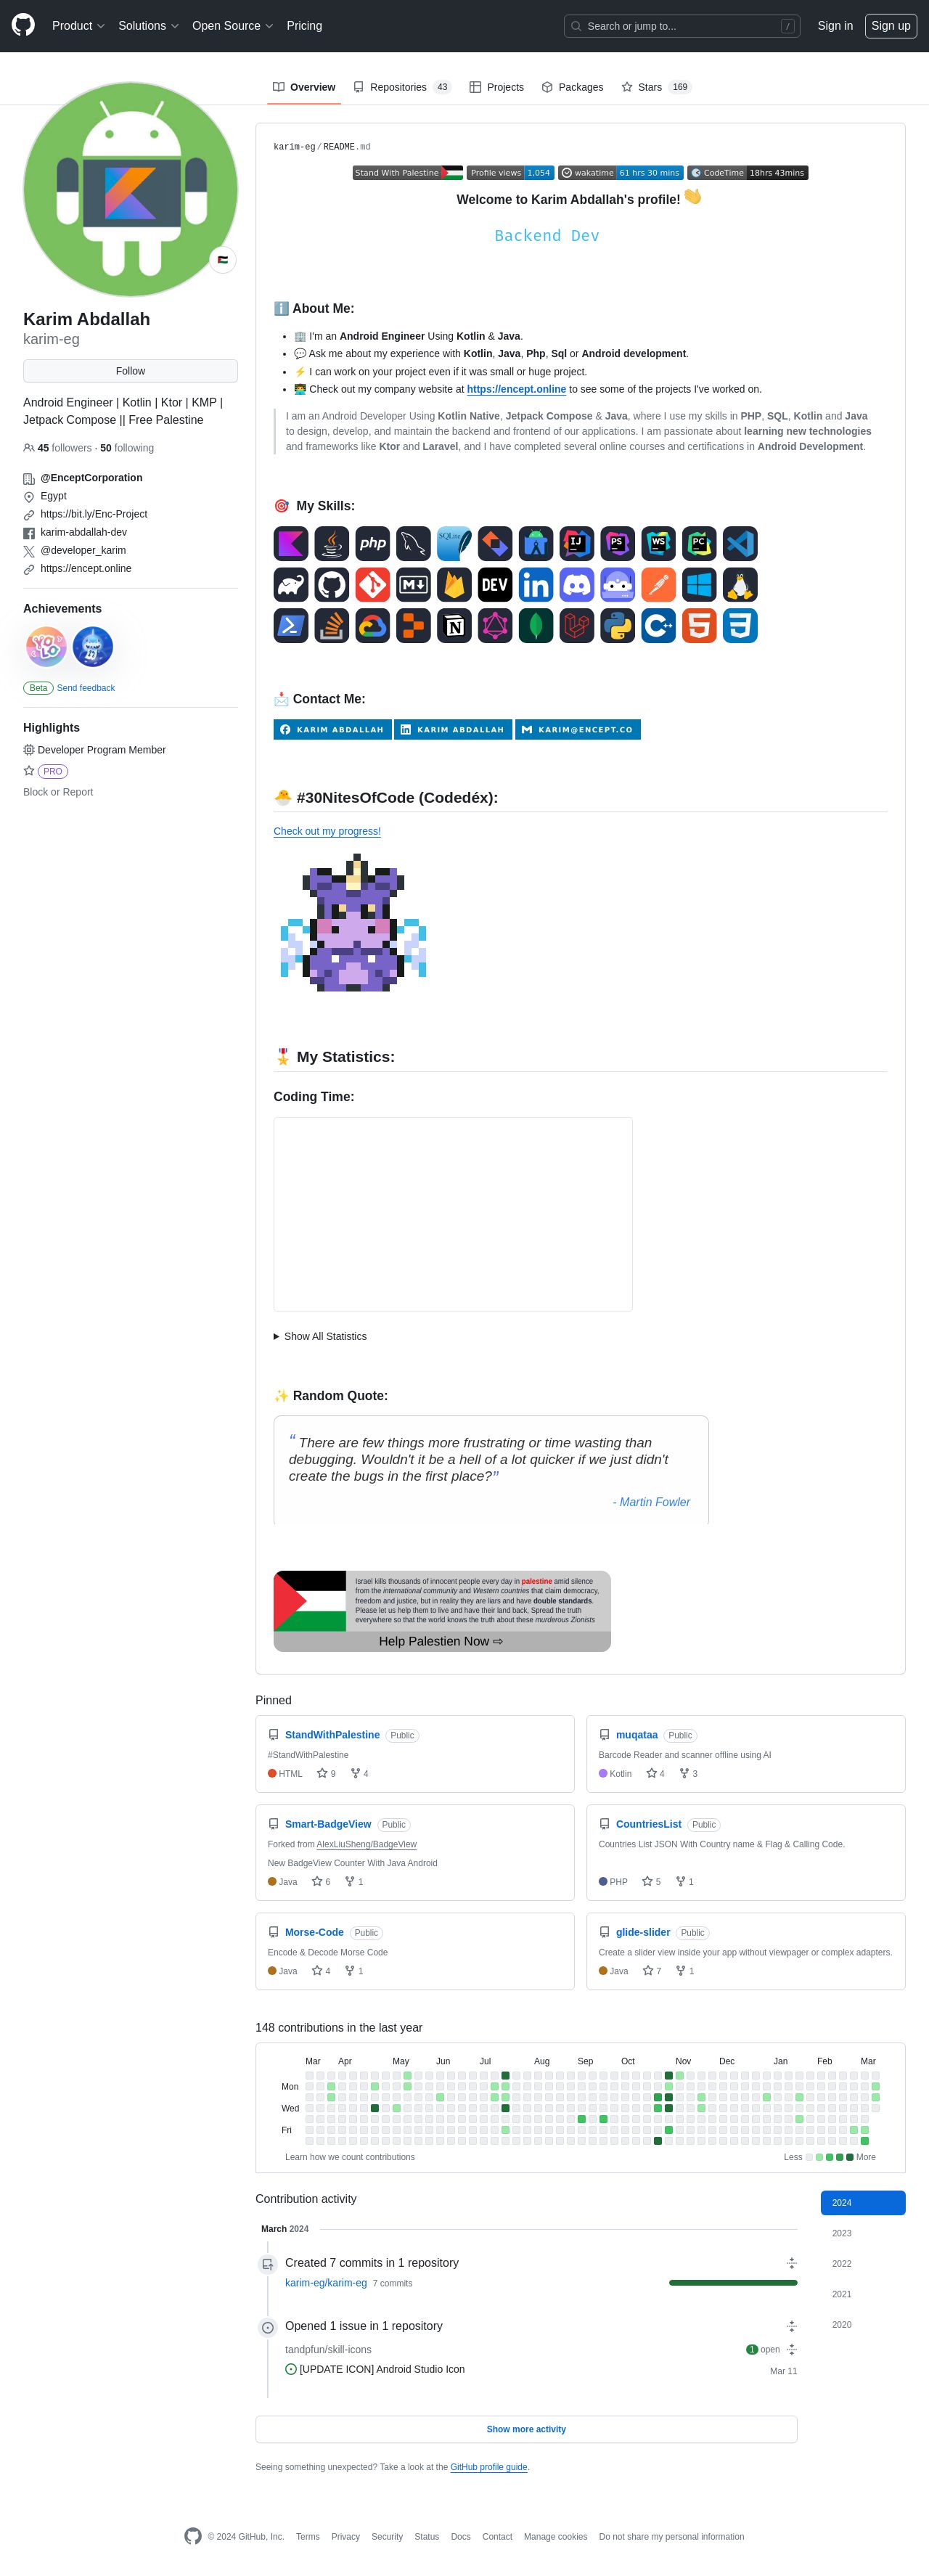 Product Solutions Open Source Pricing Search or jump to... / Sign in Sign up
Overview Repositories 43 Projects Packages Stars 169
Karim Abdallah
karim-eg
Follow
Android Engineer | Kotlin | Ktor | KMP |
Jetpack Compose || Free Palestine
45 followers · 50 following
@EnceptCorporation
Egypt
https://bit.ly/Enc-Project
karim-abdallah-dev
@developer_karim
https://encept.online
Achievements
YOLO
Beta Send feedback
Highlights
Developer Program Member
PRO
Block or Report
karim-eg/README.md
Stand With Palestine Profile views 1,054 wakatime 61 hrs 30 mins CodeTime 18hrs 43mins
Welcome to Karim Abdallah's profile! 👋
Backend Dev
ℹ️ About Me:
• 🏢 I'm an Android Engineer Using Kotlin & Java.
• 💬 Ask me about my experience with Kotlin, Java, Php, Sql or Android development.
• ⚡ I can work on your project even if it was small or huge project.
• 👨‍💻 Check out my company website at https://encept.online to see some of the projects I've worked on.
I am an Android Developer Using Kotlin Native, Jetpack Compose & Java, where I use my skills in PHP, SQL, Kotlin and Java
to design, develop, and maintain the backend and frontend of our applications. I am passionate about learning new technologies
and frameworks like Ktor and Laravel, and I have completed several online courses and certifications in Android Development.
🎯 My Skills:
Java php SQLite IJ PS WS PC
M DEV in
N C++ 5 3
📩 Contact Me:
KARIM ABDALLAH KARIM ABDALLAH KARIM@ENCEPT.CO
🐣 #30NitesOfCode (Codedéx):
Check out my progress!
🎖️ My Statistics:
Coding Time:
Show All Statistics
✨ Random Quote:
“ There are few things more frustrating or time wasting than
debugging. Wouldn't it be a hell of a lot quicker if we just didn't
create the bugs in the first place?”
- Martin Fowler
Israel kills thousands of innocent people every day in palestine amid silence
from the international community and Western countries that claim democracy,
freedom and justice, but in reality they are liars and have double standards.
Please let us help them to live and have their land back, Spread the truth
everywhere so that the world knows the truth about these murderous Zionists
Help Palestien Now ⇨
Pinned
StandWithPalestine Public
#StandWithPalestine
HTML 9 4
muqataa Public
Barcode Reader and scanner offline using AI
Kotlin 4 3
Smart-BadgeView Public
Forked from AlexLiuSheng/BadgeView
New BadgeView Counter With Java Android
Java 6 1
CountriesList Public
Countries List JSON With Country name & Flag & Calling Code.
PHP 5 1
Morse-Code Public
Encode & Decode Morse Code
Java 4 1
glide-slider Public
Create a slider view inside your app without viewpager or complex adapters.
Java 7 1
148 contributions in the last year
Mar Apr May Jun Jul Aug Sep Oct Nov Dec Jan Feb Mar
Mon
Wed
Fri
Learn how we count contributions Less More
Contribution activity
2024
2023
2022
2021
2020
March 2024
Created 7 commits in 1 repository
karim-eg/karim-eg 7 commits
Opened 1 issue in 1 repository
tandpfun/skill-icons 1 open
[UPDATE ICON] Android Studio Icon Mar 11
Show more activity
Seeing something unexpected? Take a look at the GitHub profile guide.
© 2024 GitHub, Inc. Terms Privacy Security Status Docs Contact Manage cookies Do not share my personal information